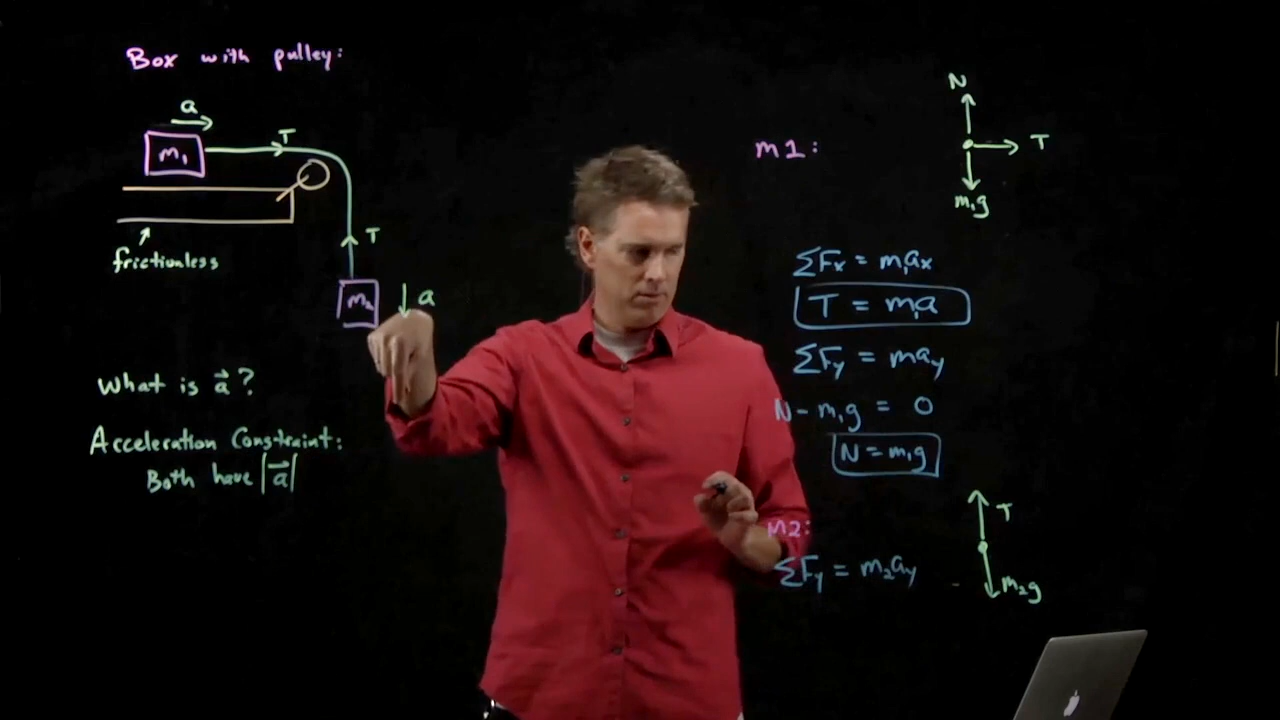 Box with pulley:
a
m₁
T
T
frictionless
m₂
a
What is a⃗?
Acceleration Constraint:
Both have |a⃗|
m1:
N
T
m₁g
ΣFx = m₁ax
T = m₁a
ΣFy = may
N - m₁g = 0
N = m₁g
m2:
ΣFy = m₂ay
T
m₂g